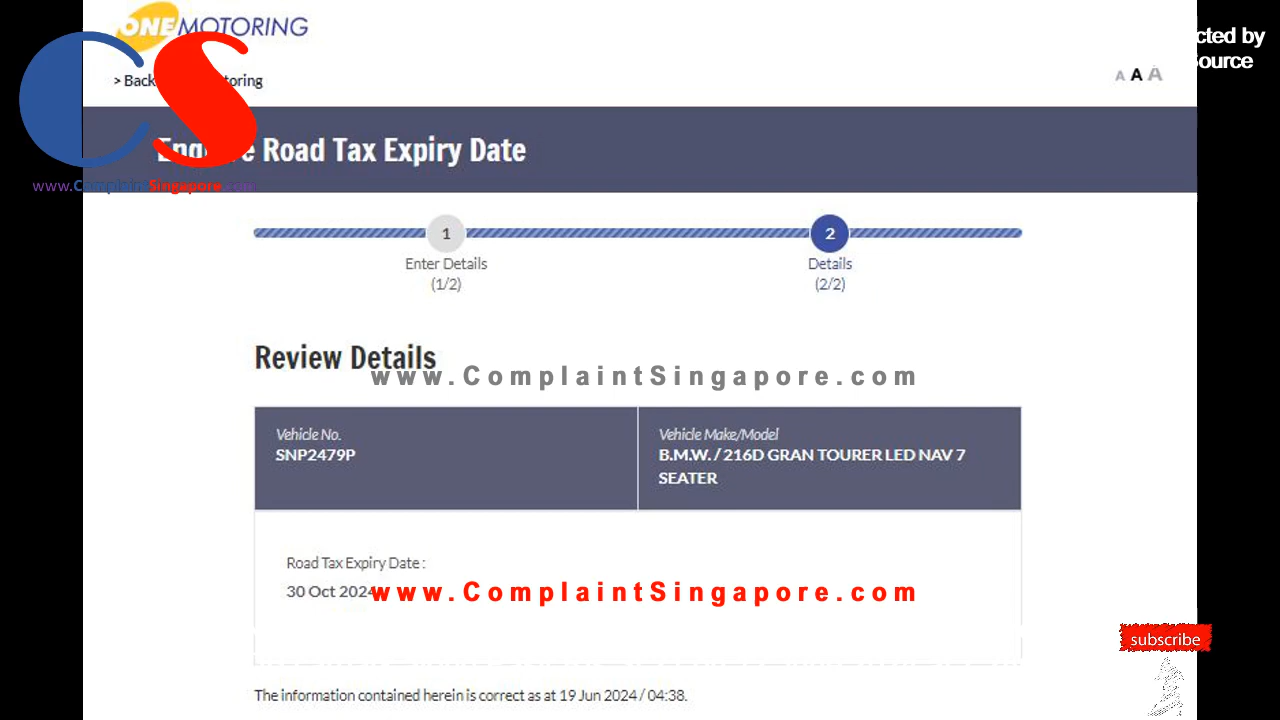 ONEMOTORING
cted by
ource
> Back toring
A A A
CS
Enq e Road Tax Expiry Date
www.ComplaintSingapore.com
1
2
Enter Details
Details
(1/2)
(2/2)
Review Details
www.ComplaintSingapore.com
Vehicle No.
Vehicle Make/Model
SNP2479P
B.M.W. / 216D GRAN TOURER LED NAV 7
SEATER
Road Tax Expiry Date :
30 Oct 2024
www.ComplaintSingapore.com
subscribe
The information contained herein is correct as at 19 Jun 2024 / 04:38.